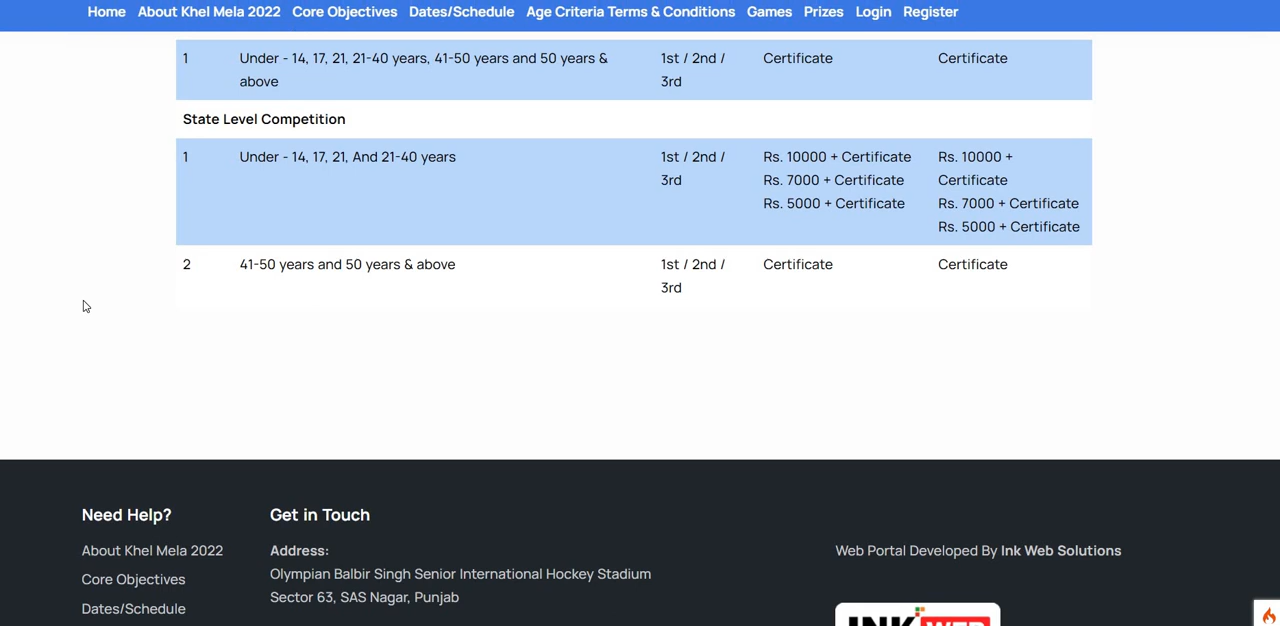 Home About Khel Mela 2022 Core Objectives Dates/Schedule Age Criteria Terms & Conditions Games Prizes Login Register
1 Under - 14, 17, 21, 21-40 years, 41-50 years and 50 years & 1st / 2nd / Certificate Certificate
above 3rd
State Level Competition
1 Under - 14, 17, 21, And 21-40 years 1st / 2nd / Rs. 10000 + Certificate Rs. 10000 +
3rd Rs. 7000 + Certificate Certificate
Rs. 5000 + Certificate Rs. 7000 + Certificate
Rs. 5000 + Certificate
2 41-50 years and 50 years & above 1st / 2nd / Certificate Certificate
3rd
Need Help? Get in Touch
About Khel Mela 2022 Address: Web Portal Developed By Ink Web Solutions
Core Objectives Olympian Balbir Singh Senior International Hockey Stadium
Dates/Schedule Sector 63, SAS Nagar, Punjab
INK WEB